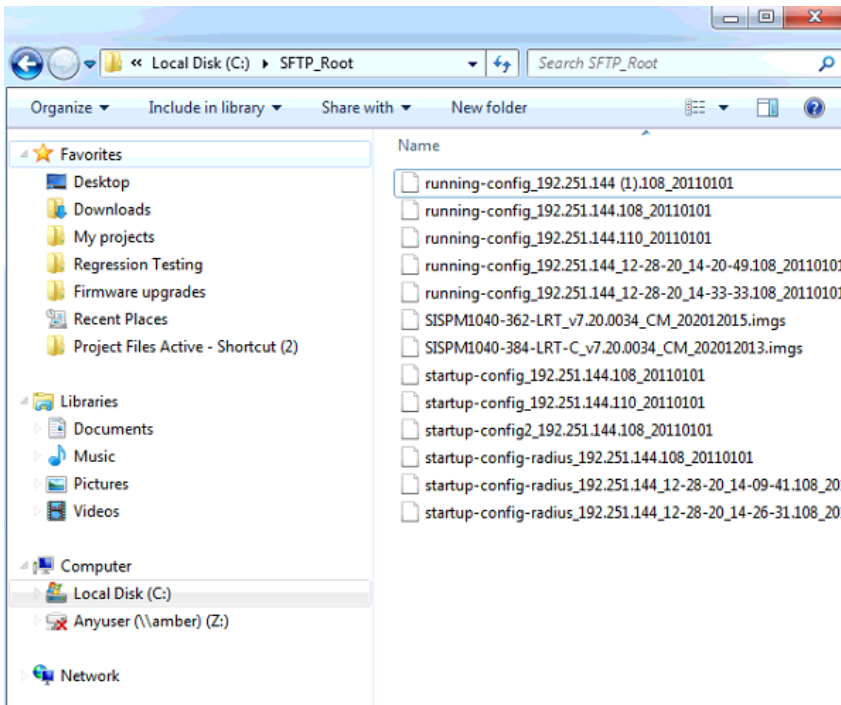 « Local Disk (C:) SFTP_Root Search SFTP_Root
Organize Include in library Share with New folder
Favorites
Desktop
Downloads
My projects
Regression Testing
Firmware upgrades
Recent Places
Project Files Active - Shortcut (2)
Libraries
Documents
Music
Pictures
Videos
Computer
Local Disk (C:)
Anyuser (\\amber) (Z:)
Network
Name
running-config_192.251.144 (1).108_20110101
running-config_192.251.144.108_20110101
running-config_192.251.144.110_20110101
running-config_192.251.144_12-28-20_14-20-49.108_20110101
running-config_192.251.144_12-28-20_14-33-33.108_20110101
SISPM1040-362-LRT_v7.20.0034_CM_202012015.imgs
SISPM1040-384-LRT-C_v7.20.0034_CM_202012013.imgs
startup-config_192.251.144.108_20110101
startup-config_192.251.144.110_20110101
startup-config2_192.251.144.108_20110101
startup-config-radius_192.251.144.108_20110101
startup-config-radius_192.251.144_12-28-20_14-09-41.108_20
startup-config-radius_192.251.144_12-28-20_14-26-31.108_20